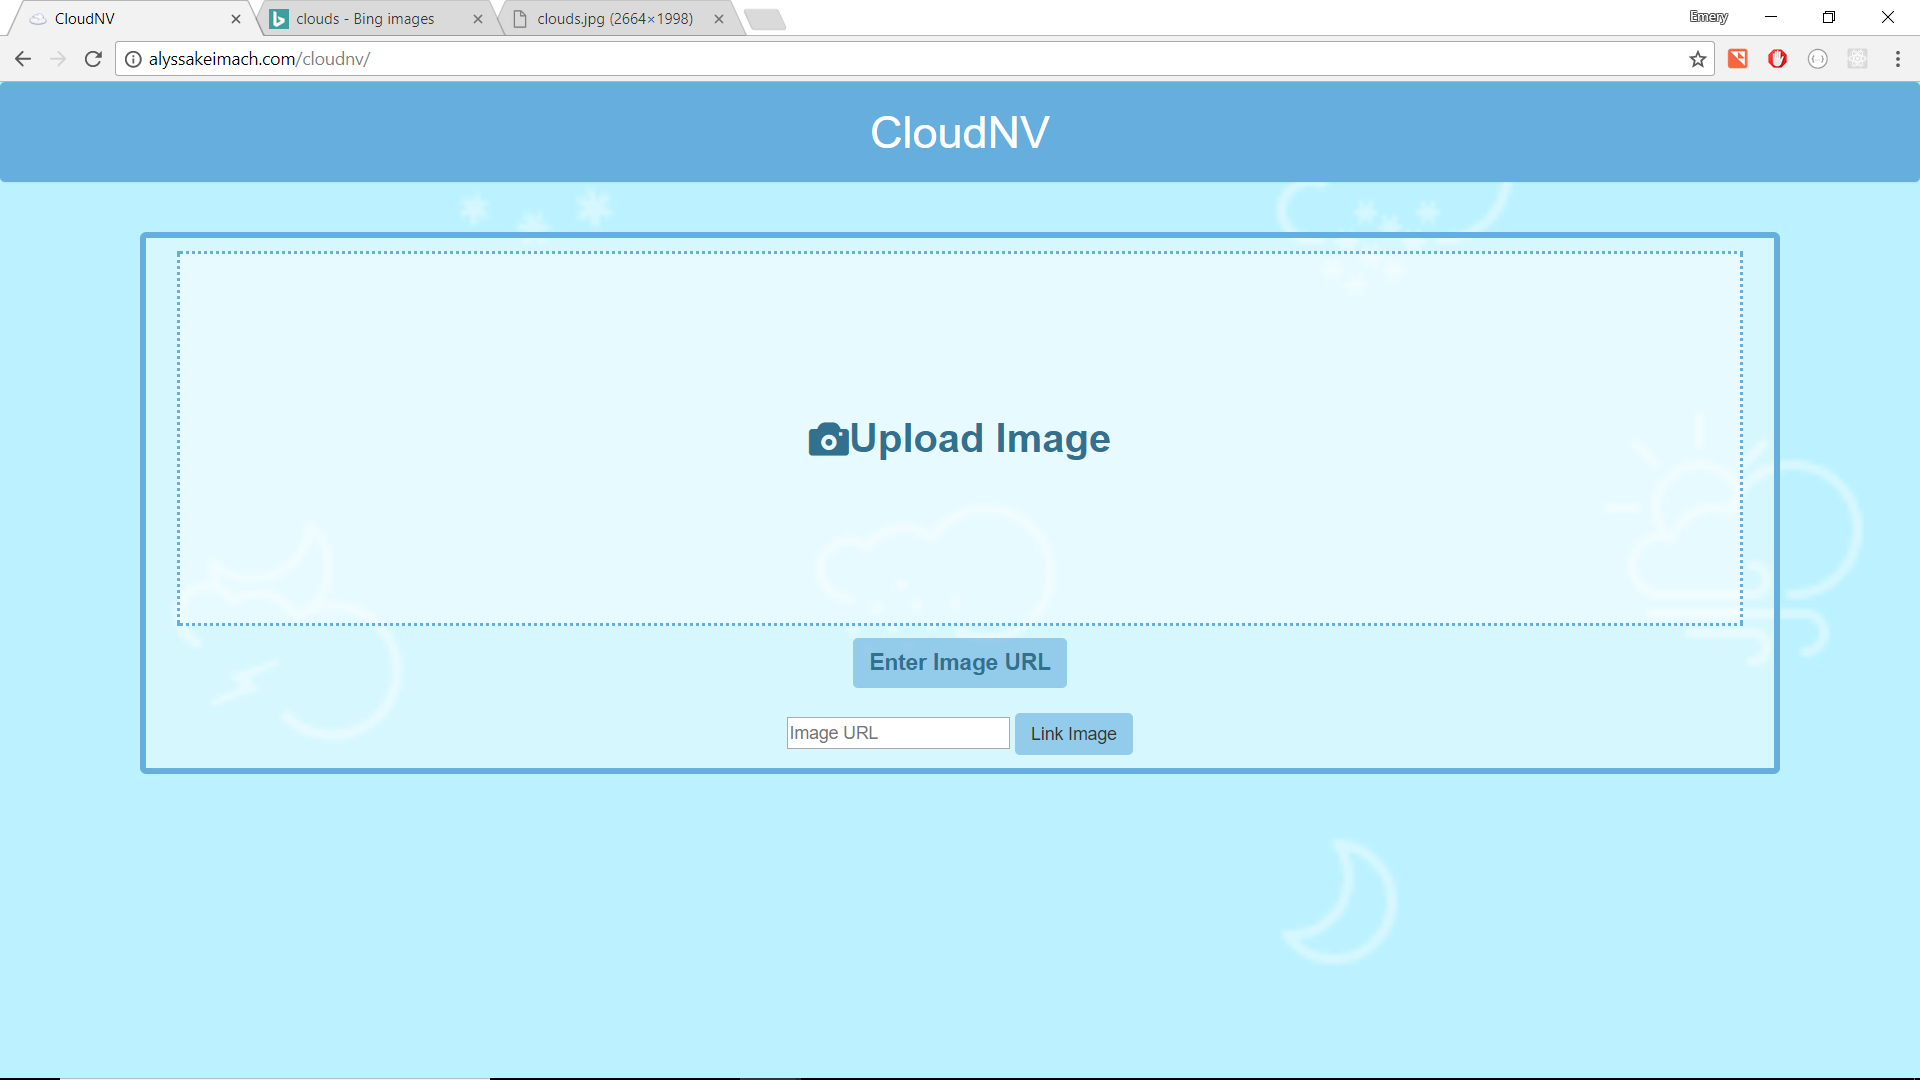 CloudNV
clouds - Bing images
clouds.jpg (2664×1998)
Emery
alyssakeimach.com/cloudnv/
CloudNV
Upload Image
Enter Image URL
Image URL
Link Image